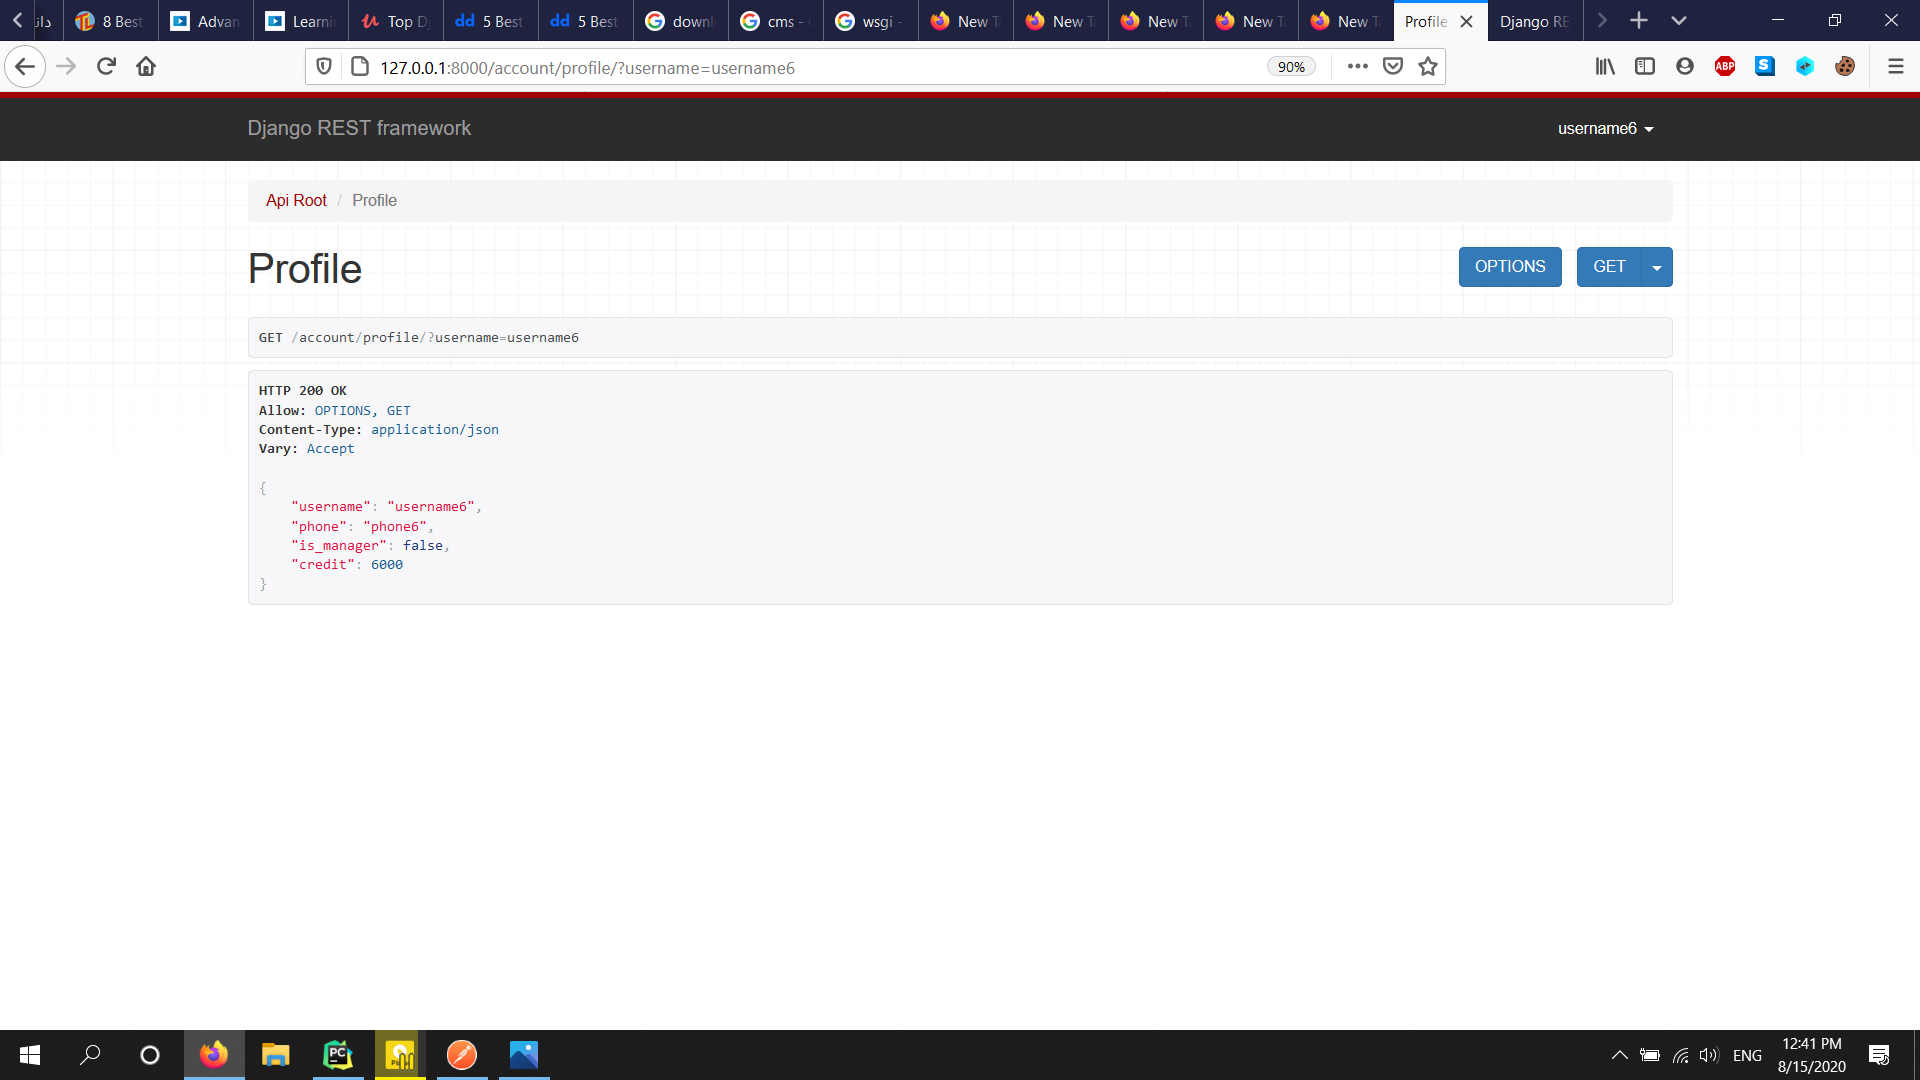 8 Best
Advan
Learni
Top Dj
5 Best
5 Best
downl
cms -
wsgi -
New T
New T
New T
New T
New T
Profile
Django RE
127.0.0.1:8000/account/profile/?username=username6
90%
ABP
S
Django REST framework
username6
Api Root / Profile
Profile
OPTIONS
GET
GET /account/profile/?username=username6
HTTP 200 OK
Allow: OPTIONS, GET
Content-Type: application/json
Vary: Accept
{
"username": "username6",
"phone": "phone6",
"is_manager": false,
"credit": 6000
}
PC
ENG
12:41 PM
8/15/2020